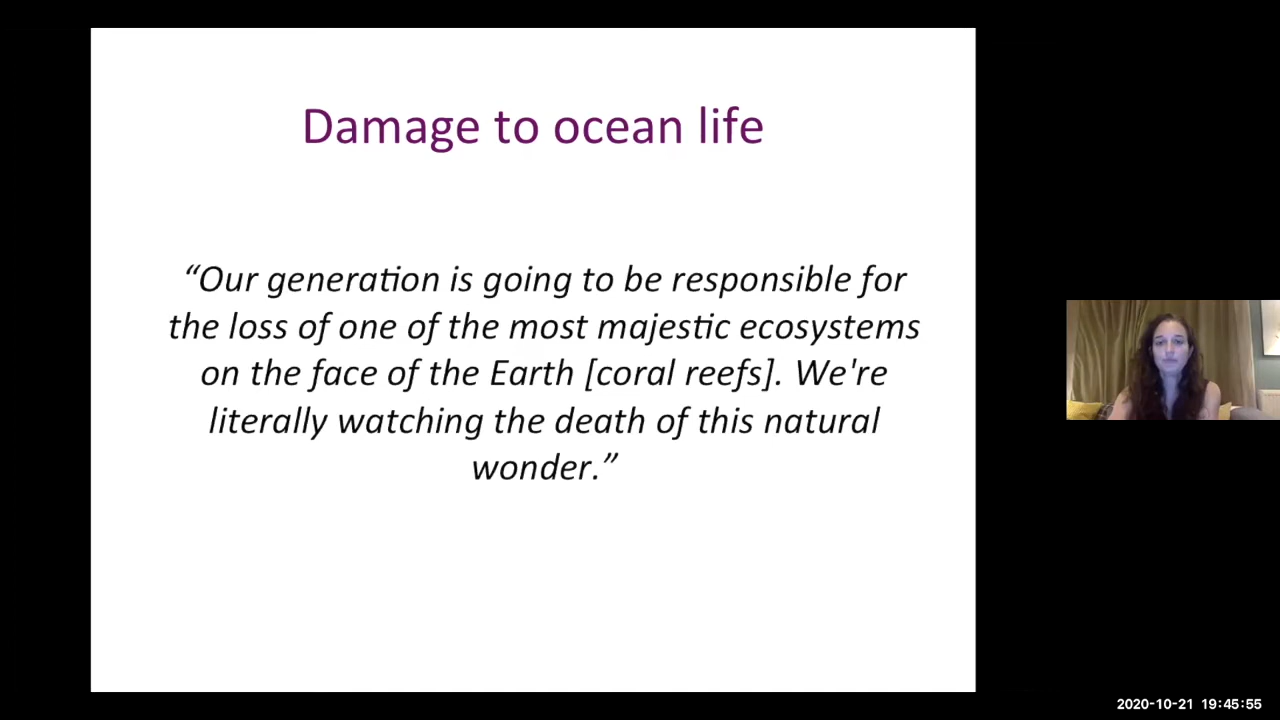 Damage to ocean life
“Our generation is going to be responsible for
the loss of one of the most majestic ecosystems
on the face of the Earth [coral reefs]. We're
literally watching the death of this natural
wonder.”
2020-10-21 19:45:55